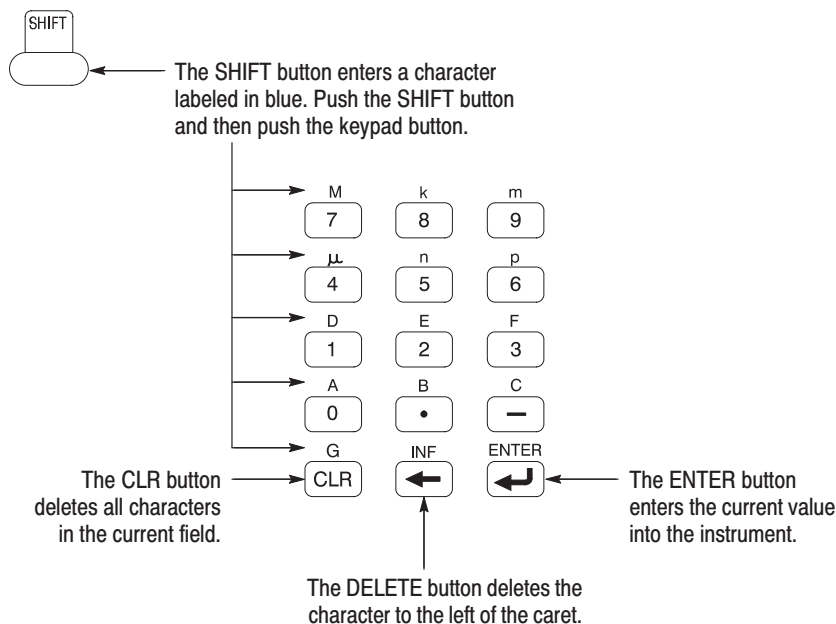 SHIFT
The SHIFT button enters a character
labeled in blue. Push the SHIFT button
and then push the keypad button.
M k m
7 8 9
μ n p
4 5 6
D E F
1 2 3
A B C
0 • –
G INF ENTER
CLR
The CLR button
deletes all characters
in the current field.
The ENTER button
enters the current value
into the instrument.
The DELETE button deletes the
character to the left of the caret.